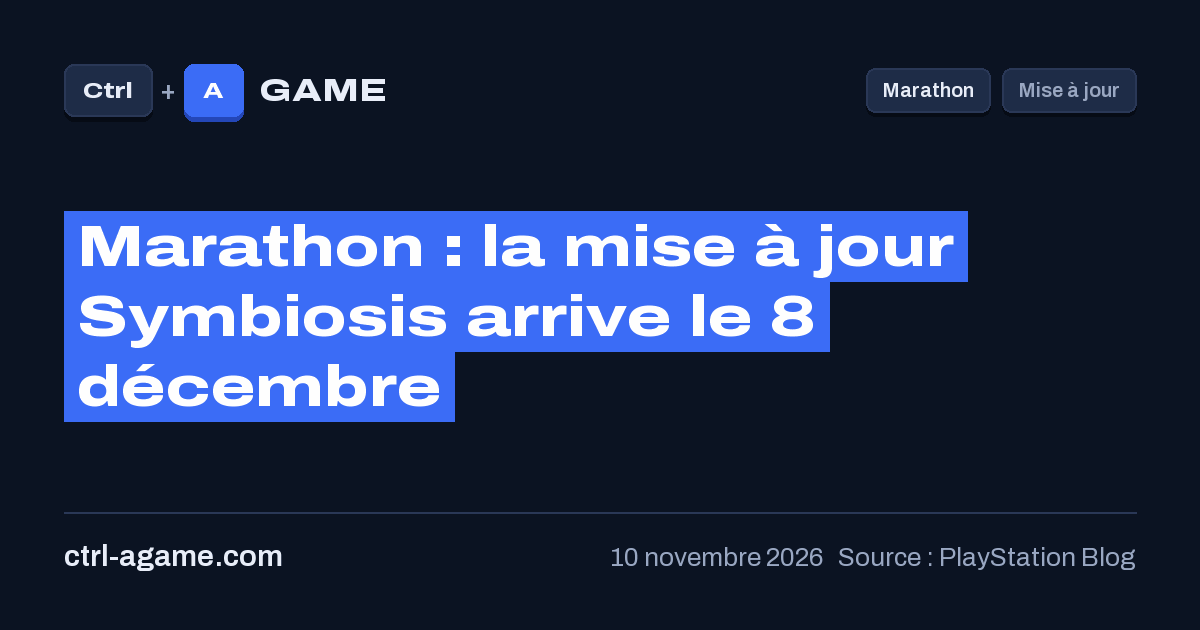 Ctrl + A GAME
Marathon
Mise à jour
Marathon : la mise à jour
Symbiosis arrive le 8
décembre
ctrl-agame.com
10 novembre 2026 Source : PlayStation Blog